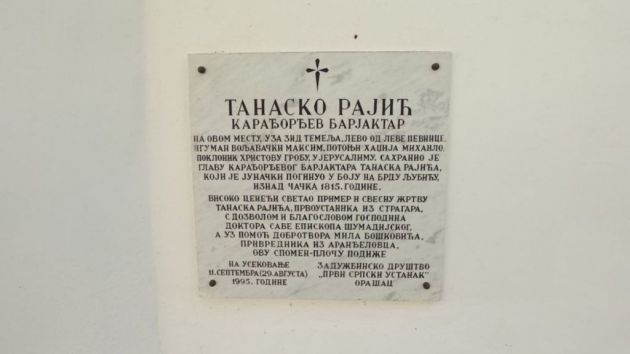 ТАНАСКО РАЈИЋ
КАРАЂОРЂЕВ БАРЈАКТАР
НА ОВОМ МЕСТУ, УЗА ЗИД ТЕМЕЉА, ЛЕВО ОД ЛЕВЕ ПЕВНИЦЕ,
ИГУМАН ВОЉАВАЧКИ МАКСИМ, ПОТОЊИ ХАЏИЈА МИХАИЛО,
ПОКЛОНИК ХРИСТОВУ ГРОБУ, У ЈЕРУСАЛИМУ, САХРАНИО ЈЕ
ГЛАВУ КАРАЂОРЂЕВОГ БАРЈАКТАРА ТАНАСКА РАЈИЋА,
КОЈИ ЈЕ ЈУНАЧКИ ПОГИНУО У БОЈУ НА БРДУ ЉУБИЋУ,
ИЗНАД ЧАЧКА 1815. ГОДИНЕ.
ВИСОКО ЦЕНЕЋИ СВЕТАО ПРИМЕР И СВЕСНУ ЖРТВУ
ТАНАСКА РАЈИЋА, ПРВОУСТАНИКА ИЗ СТРАГАРА,
С ДОЗВОЛОМ И БЛАГОСЛОВОМ ГОСПОДИНА
ДОКТОРА САВЕ ЕПИСКОПА ШУМАДИЈСКОГ,
А УЗ ПОМОЋ ДОБРОТВОРА МИЛА БОШКОВИЋА,
ПРИВРЕДНИКА ИЗ АРАНЂЕЛОВЦА,
ОВУ СПОМЕН-ПЛОЧУ ПОДИЖЕ
НА УСЕКОВАЊЕ
11. СЕПТЕМБРА (29. АВГУСТА)
1995. ГОДИНЕ
ЗАДУЖБИНСКО ДРУШТВО
„ПРВИ СРПСКИ УСТАНАК"
ОРАШАЦ